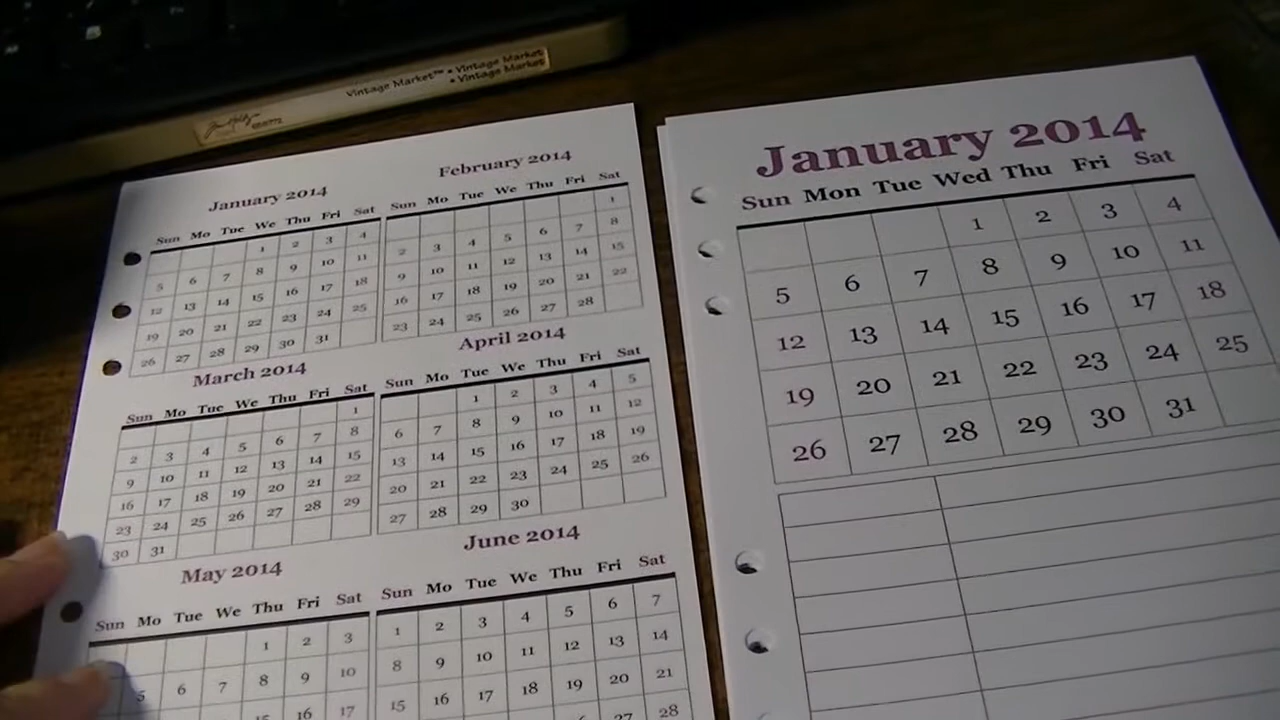 Vintage Market™ • Vintage Market
• Vintage Market
January 2014
Sun Mo Tue We Thu Fri Sat
1 2 3 4
5 6 7 8 9 10 11
12 13 14 15 16 17 18
19 20 21 22 23 24 25
26 27 28 29 30 31
February 2014
Sun Mo Tue We Thu Fri Sat
1
2 3 4 5 6 7 8
9 10 11 12 13 14 15
16 17 18 19 20 21 22
23 24 25 26 27 28
March 2014
Sun Mo Tue We Thu Fri Sat
1
2 3 4 5 6 7 8
9 10 11 12 13 14 15
16 17 18 19 20 21 22
23 24 25 26 27 28 29
30 31
April 2014
Sun Mo Tue We Thu Fri Sat
1 2 3 4 5
6 7 8 9 10 11 12
13 14 15 16 17 18 19
20 21 22 23 24 25 26
27 28 29 30
May 2014
Sun Mo Tue We Thu Fri Sat
1 2 3
5 6 7 8 9 10
16 17
June 2014
Sun Mo Tue We Thu Fri Sat
1 2 3 4 5 6 7
8 9 10 11 12 13 14
15 16 17 18 19 20 21
27 28
January 2014
Sun Mon Tue Wed Thu Fri Sat
1 2 3 4
5 6 7 8 9 10 11
12 13 14 15 16 17 18
19 20 21 22 23 24 25
26 27 28 29 30 31